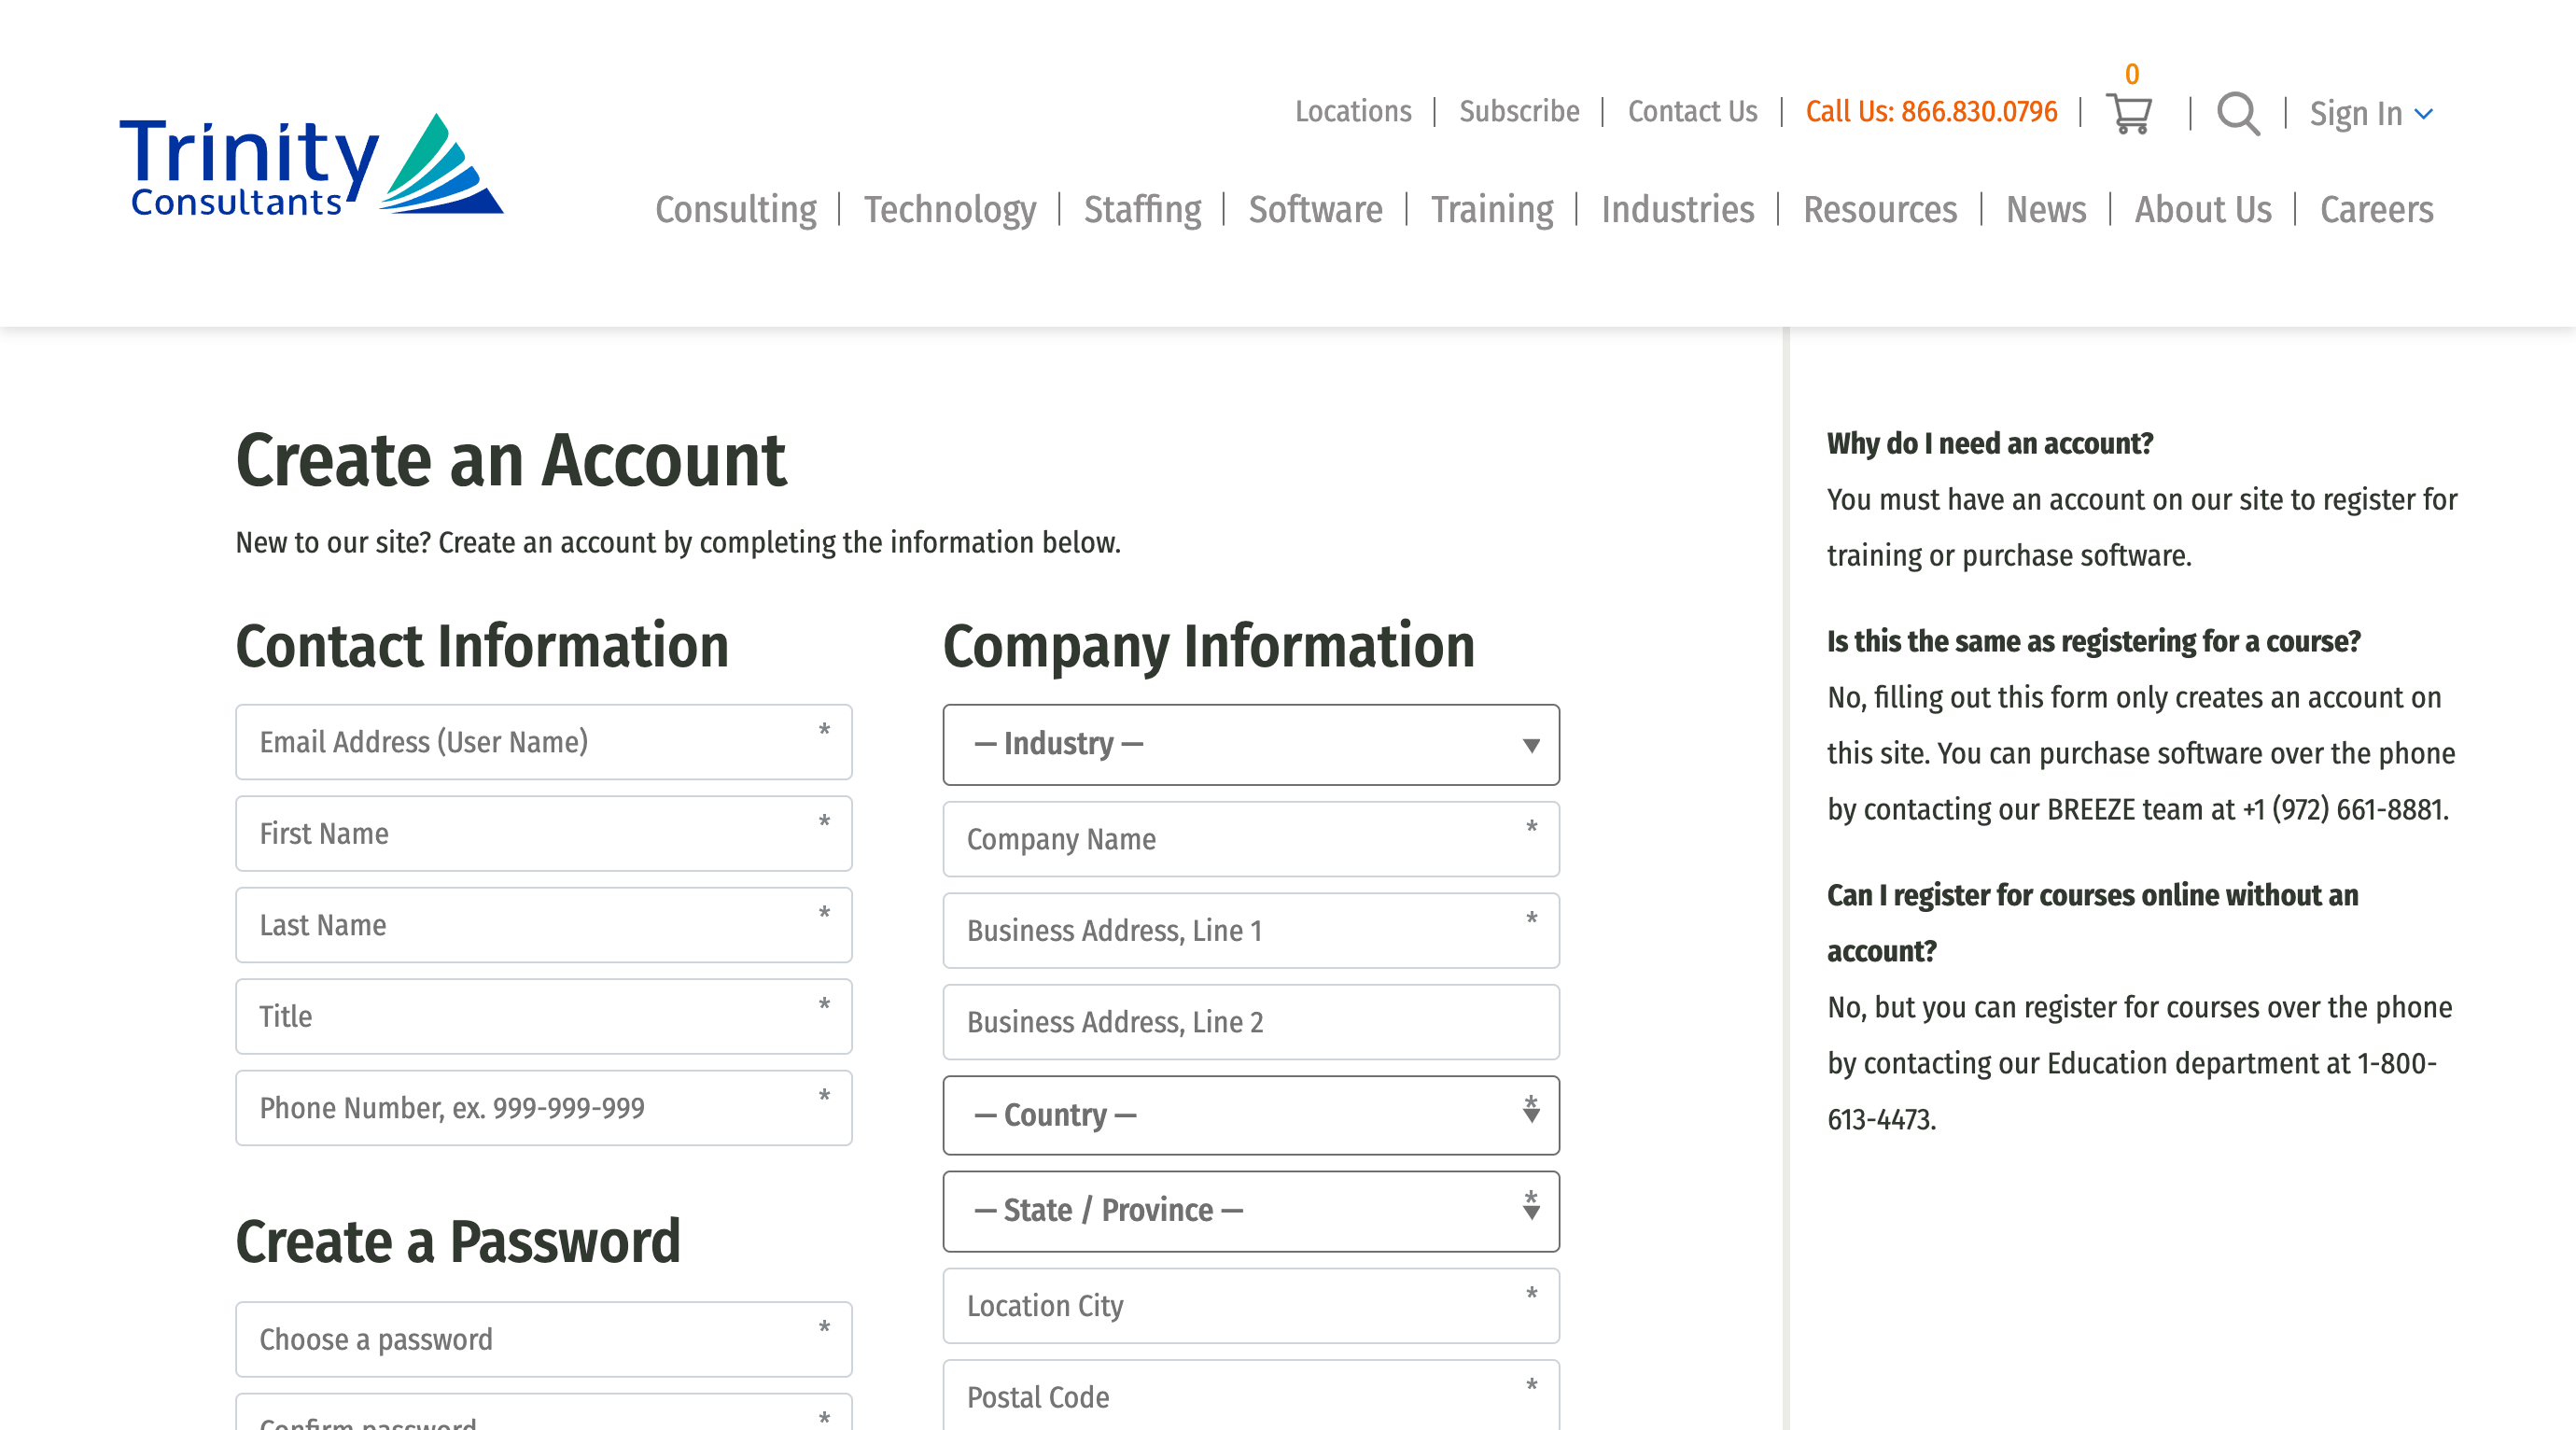 0
Locations
Subscribe
Contact Us
Call Us: 866.830.0796
Sign In
Trinity
Consultants
Consulting
Technology
Staffing
Software
Training
Industries
Resources
News
About Us
Careers
Create an Account
New to our site? Create an account by completing the information below.
Contact Information
Email Address (User Name) *
First Name *
Last Name *
Title *
Phone Number, ex. 999-999-999 *
Create a Password
Choose a password *
Confirm password *
Company Information
— Industry —
Company Name *
Business Address, Line 1 *
Business Address, Line 2
— Country — *
— State / Province — *
Location City *
Postal Code *
Why do I need an account?
You must have an account on our site to register for
training or purchase software.
Is this the same as registering for a course?
No, filling out this form only creates an account on
this site. You can purchase software over the phone
by contacting our BREEZE team at +1 (972) 661-8881.
Can I register for courses online without an
account?
No, but you can register for courses over the phone
by contacting our Education department at 1-800-
613-4473.